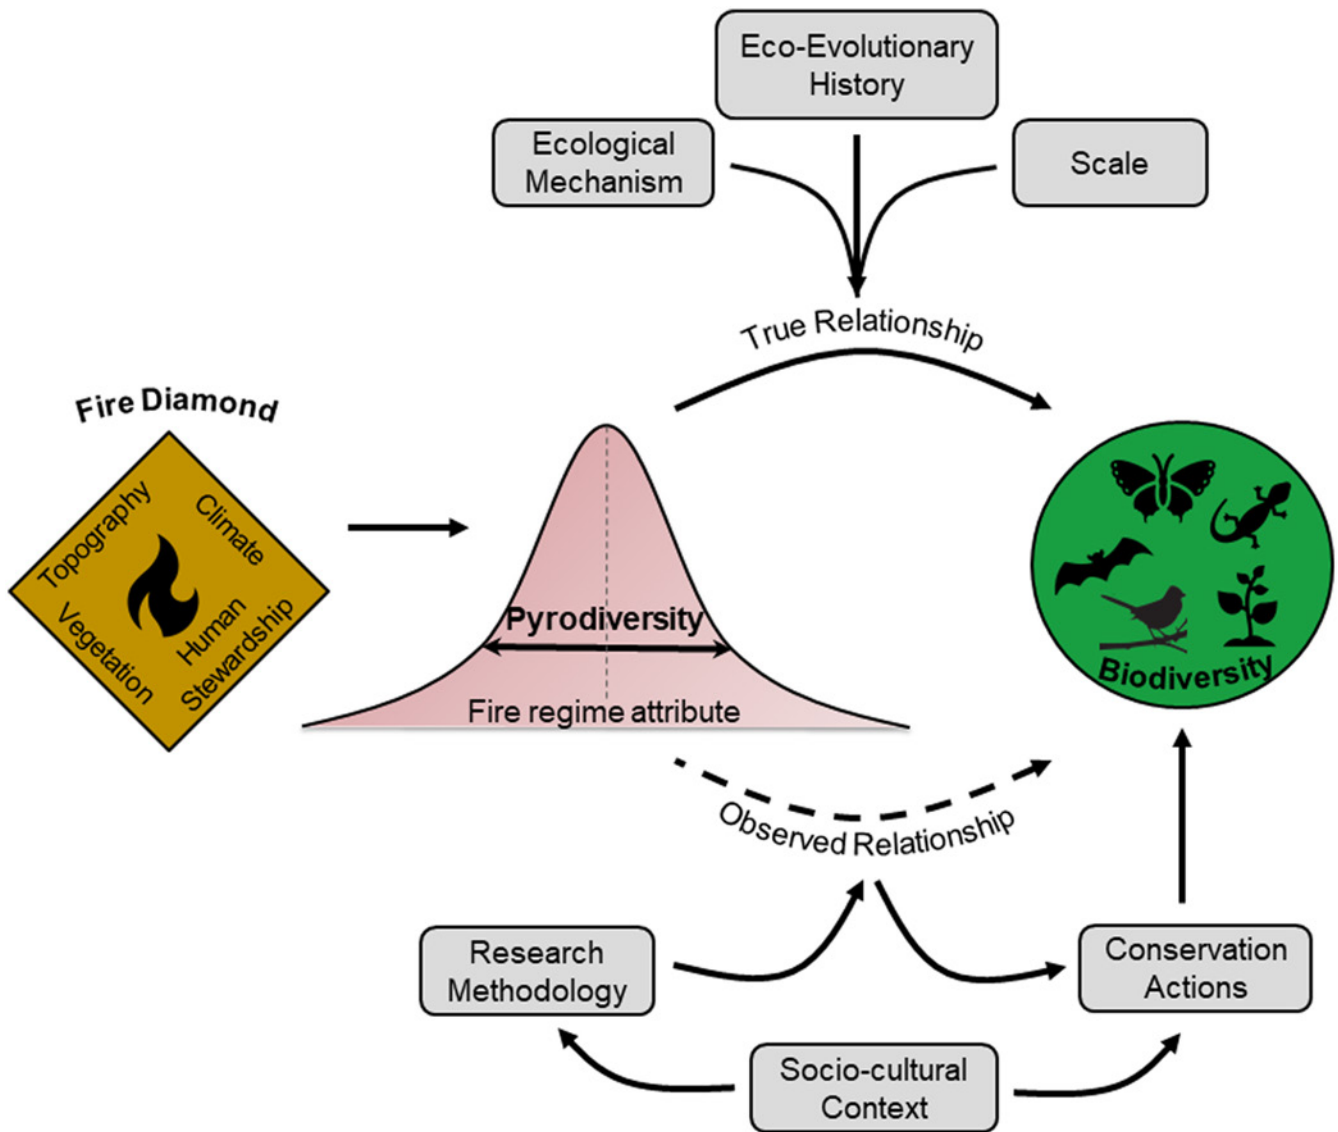 Eco-Evolutionary
History
Ecological
Mechanism
Scale
True Relationship
Fire Diamond
Topography
Climate
Vegetation
Human
Stewardship
Pyrodiversity
Fire regime attribute
Biodiversity
Observed Relationship
Research
Methodology
Conservation
Actions
Socio-cultural
Context